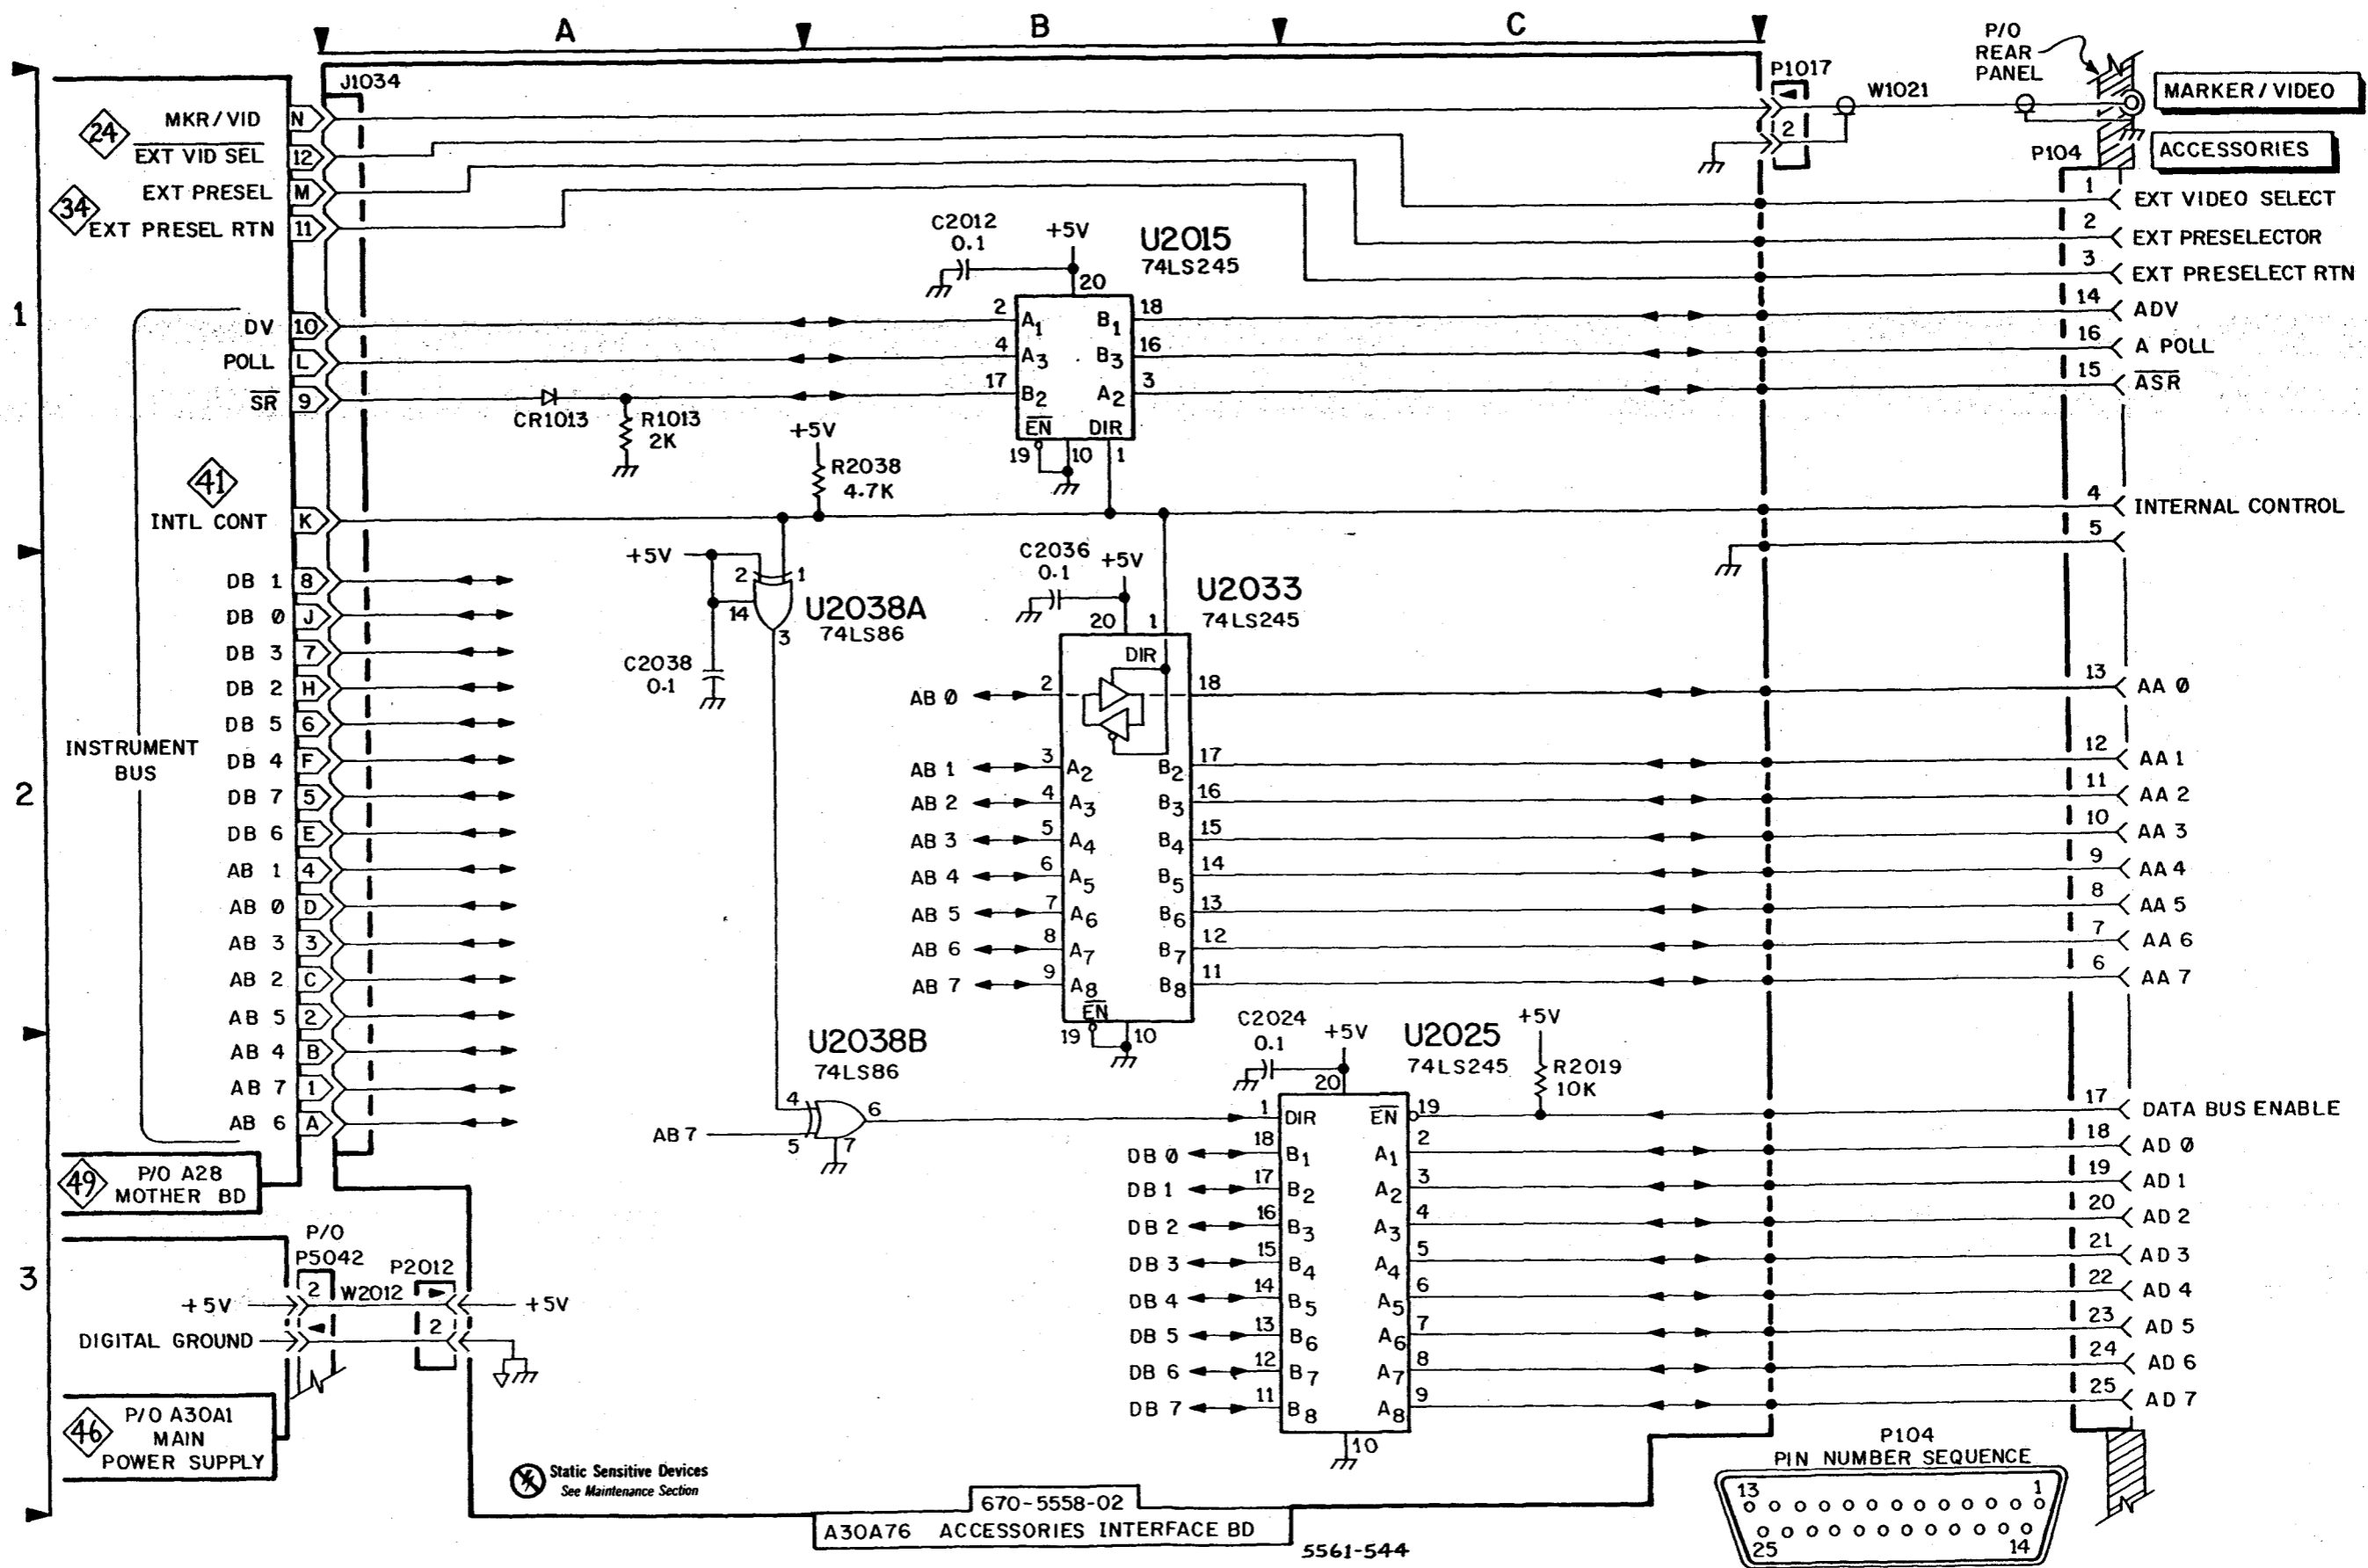 A B C
1
2
3
J1034
24
MKR/VID N
EXT VID SEL 12
34
EXT PRESEL M
EXT PRESEL RTN 11
DV 10
POLL L
SR 9
41
INTL CONT K
INSTRUMENT
BUS
DB 1 8
DB 0 J
DB 3 7
DB 2 H
DB 5 6
DB 4 F
DB 7 5
DB 6 E
AB 1 4
AB 0 D
AB 3 3
AB 2 C
AB 5 2
AB 4 B
AB 7 1
AB 6 A
49
P/O A28
MOTHER BD
P/O
P5042
P2012
2
W2012
+5V
+5V
DIGITAL GROUND
2
46
P/O A30A1
MAIN
POWER SUPPLY
Static Sensitive Devices
See Maintenance Section
CR1013
R1013
2K
+5V
R2038
4.7K
C2012
0.1
+5V
U2015
74LS245
20
2 A1 B1 18
4 A3 B3 16
17 B2 A2 3
EN DIR
19 10 1
+5V
2 1
14
3
U2038A
74LS86
C2038
0.1
C2036
0.1
+5V
U2033
74LS245
20 1
DIR
AB 0 2 18
AB 1 3 A2 B2 17
AB 2 4 A3 B3 16
AB 3 5 A4 B4 15
AB 4 6 A5 B5 14
AB 5 7 A6 B6 13
AB 6 8 A7 B7 12
AB 7 9 A8 B8 11
EN
19 10
U2038B
74LS86
4
6
AB 7 5 7
C2024
0.1
+5V
U2025
74LS245
+5V
R2019
10K
20
1 DIR EN 19
DB 0 18 B1 A1 2
DB 1 17 B2 A2 3
DB 2 16 B3 A3 4
DB 3 15 B4 A4 5
DB 4 14 B5 A5 6
DB 5 13 B6 A6 7
DB 6 12 B7 A7 8
DB 7 11 B8 A8 9
10
P1017
2
W1021
P/O
REAR
PANEL
MARKER/VIDEO
ACCESSORIES
P104
1 EXT VIDEO SELECT
2 EXT PRESELECTOR
3 EXT PRESELECT RTN
14 ADV
16 A POLL
15 ASR
4 INTERNAL CONTROL
5
13 AA 0
12 AA 1
11 AA 2
10 AA 3
9 AA 4
8 AA 5
7 AA 6
6 AA 7
17 DATA BUS ENABLE
18 AD 0
19 AD 1
20 AD 2
21 AD 3
22 AD 4
23 AD 5
24 AD 6
25 AD 7
P104
PIN NUMBER SEQUENCE
13 1
25 14
670-5558-02
A30A76 ACCESSORIES INTERFACE BD
5561-544